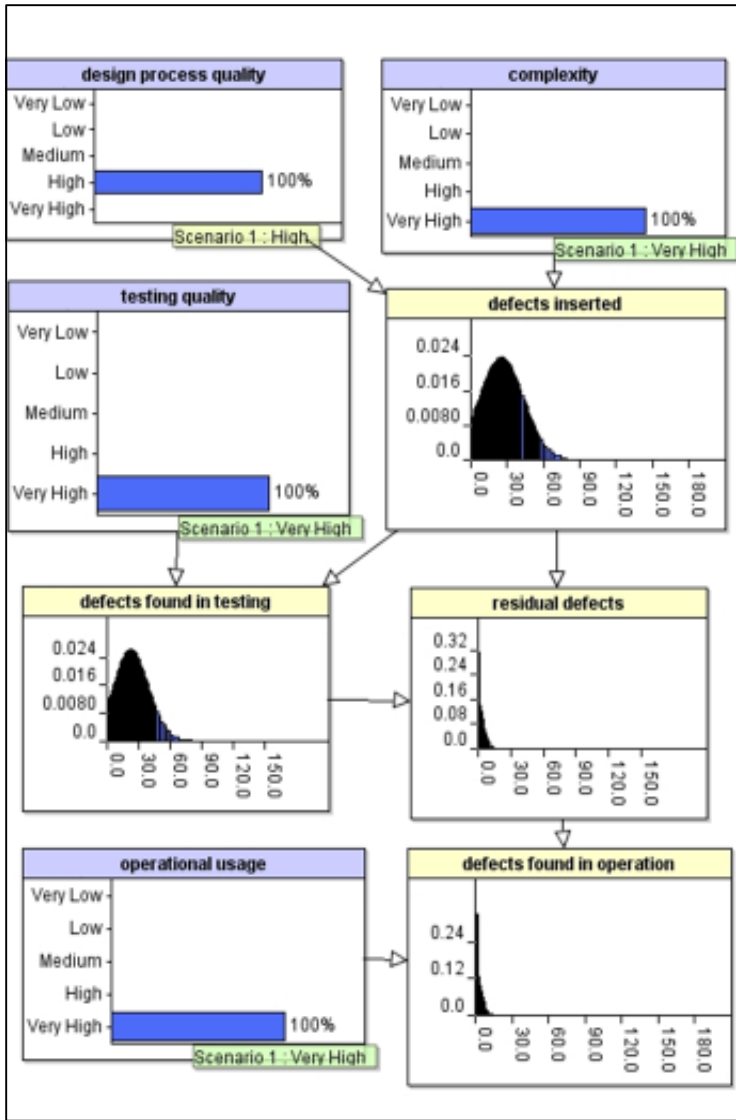 design process quality
Very Low
Low
Medium
High
100%
Very High
Scenario 1 : High
complexity
Very Low
Low
Medium
High
Very High
100%
Scenario 1 : Very High
testing quality
Very Low
Low
Medium
High
Very High
100%
Scenario 1 : Very High
defects inserted
0.024
0.016
0.0080
0.0
0.0
30.0
60.0
90.0
120.0
150.0
180.0
defects found in testing
0.024
0.016
0.0080
0.0
0.0
30.0
60.0
90.0
120.0
150.0
residual defects
0.32
0.24
0.16
0.08
0.0
0.0
30.0
60.0
90.0
120.0
150.0
operational usage
Very Low
Low
Medium
High
Very High
100%
Scenario 1 : Very High
defects found in operation
0.24
0.12
0.0
0.0
30.0
60.0
90.0
120.0
150.0
180.0